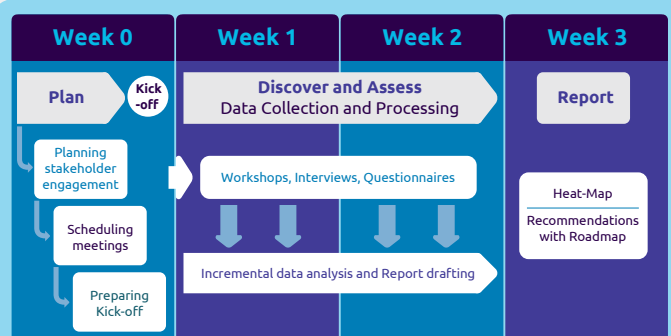 Week 0
Week 1
Week 2
Week 3
Plan
Kick
-off
Discover and Assess
Data Collection and Processing
Report
Planning
stakeholder
engagement
Workshops, Interviews, Questionnaires
Heat-Map
Recommendations
with Roadmap
Scheduling
meetings
Incremental data analysis and Report drafting
Preparing
Kick-off